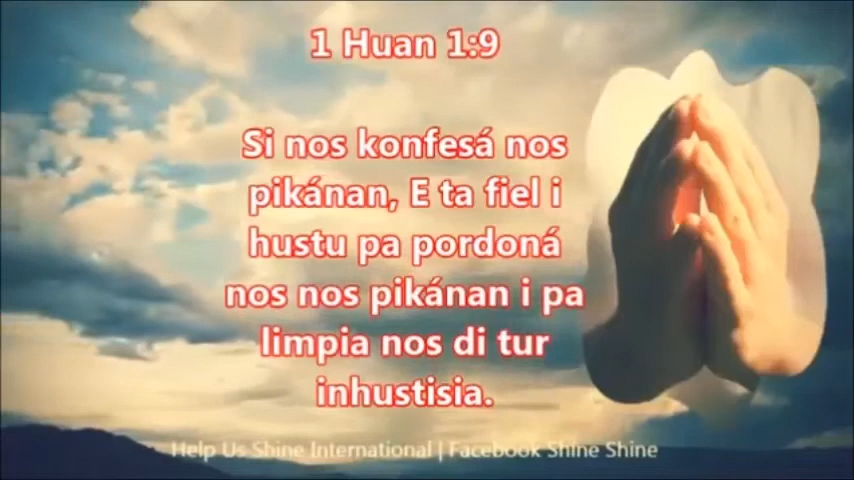 1 Huan 1:9
Si nos konfesá nos
pikánan, E ta fiel i
hustu pa pordoná
nos nos pikánan i pa
limpia nos di tur
inhustisia.
Help Us Shine International | Facebook Shine Shine